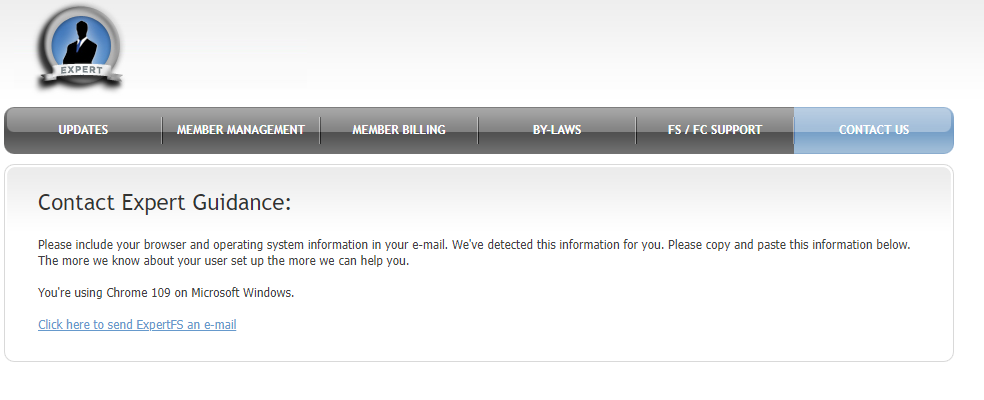 EXPERT
UPDATES
MEMBER MANAGEMENT
MEMBER BILLING
BY-LAWS
FS / FC SUPPORT
CONTACT US
Contact Expert Guidance:
Please include your browser and operating system information in your e-mail. We've detected this information for you. Please copy and paste this information below.
The more we know about your user set up the more we can help you.
You're using Chrome 109 on Microsoft Windows.
Click here to send ExpertFS an e-mail